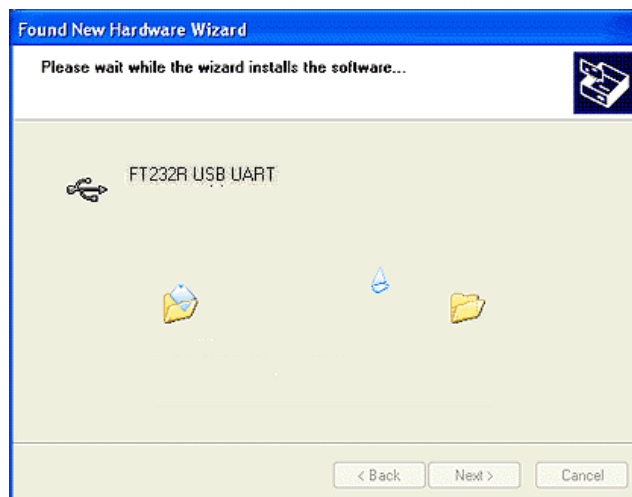 Found New Hardware Wizard
Please wait while the wizard installs the software...
FT232R USB UART
< Back
Next >
Cancel